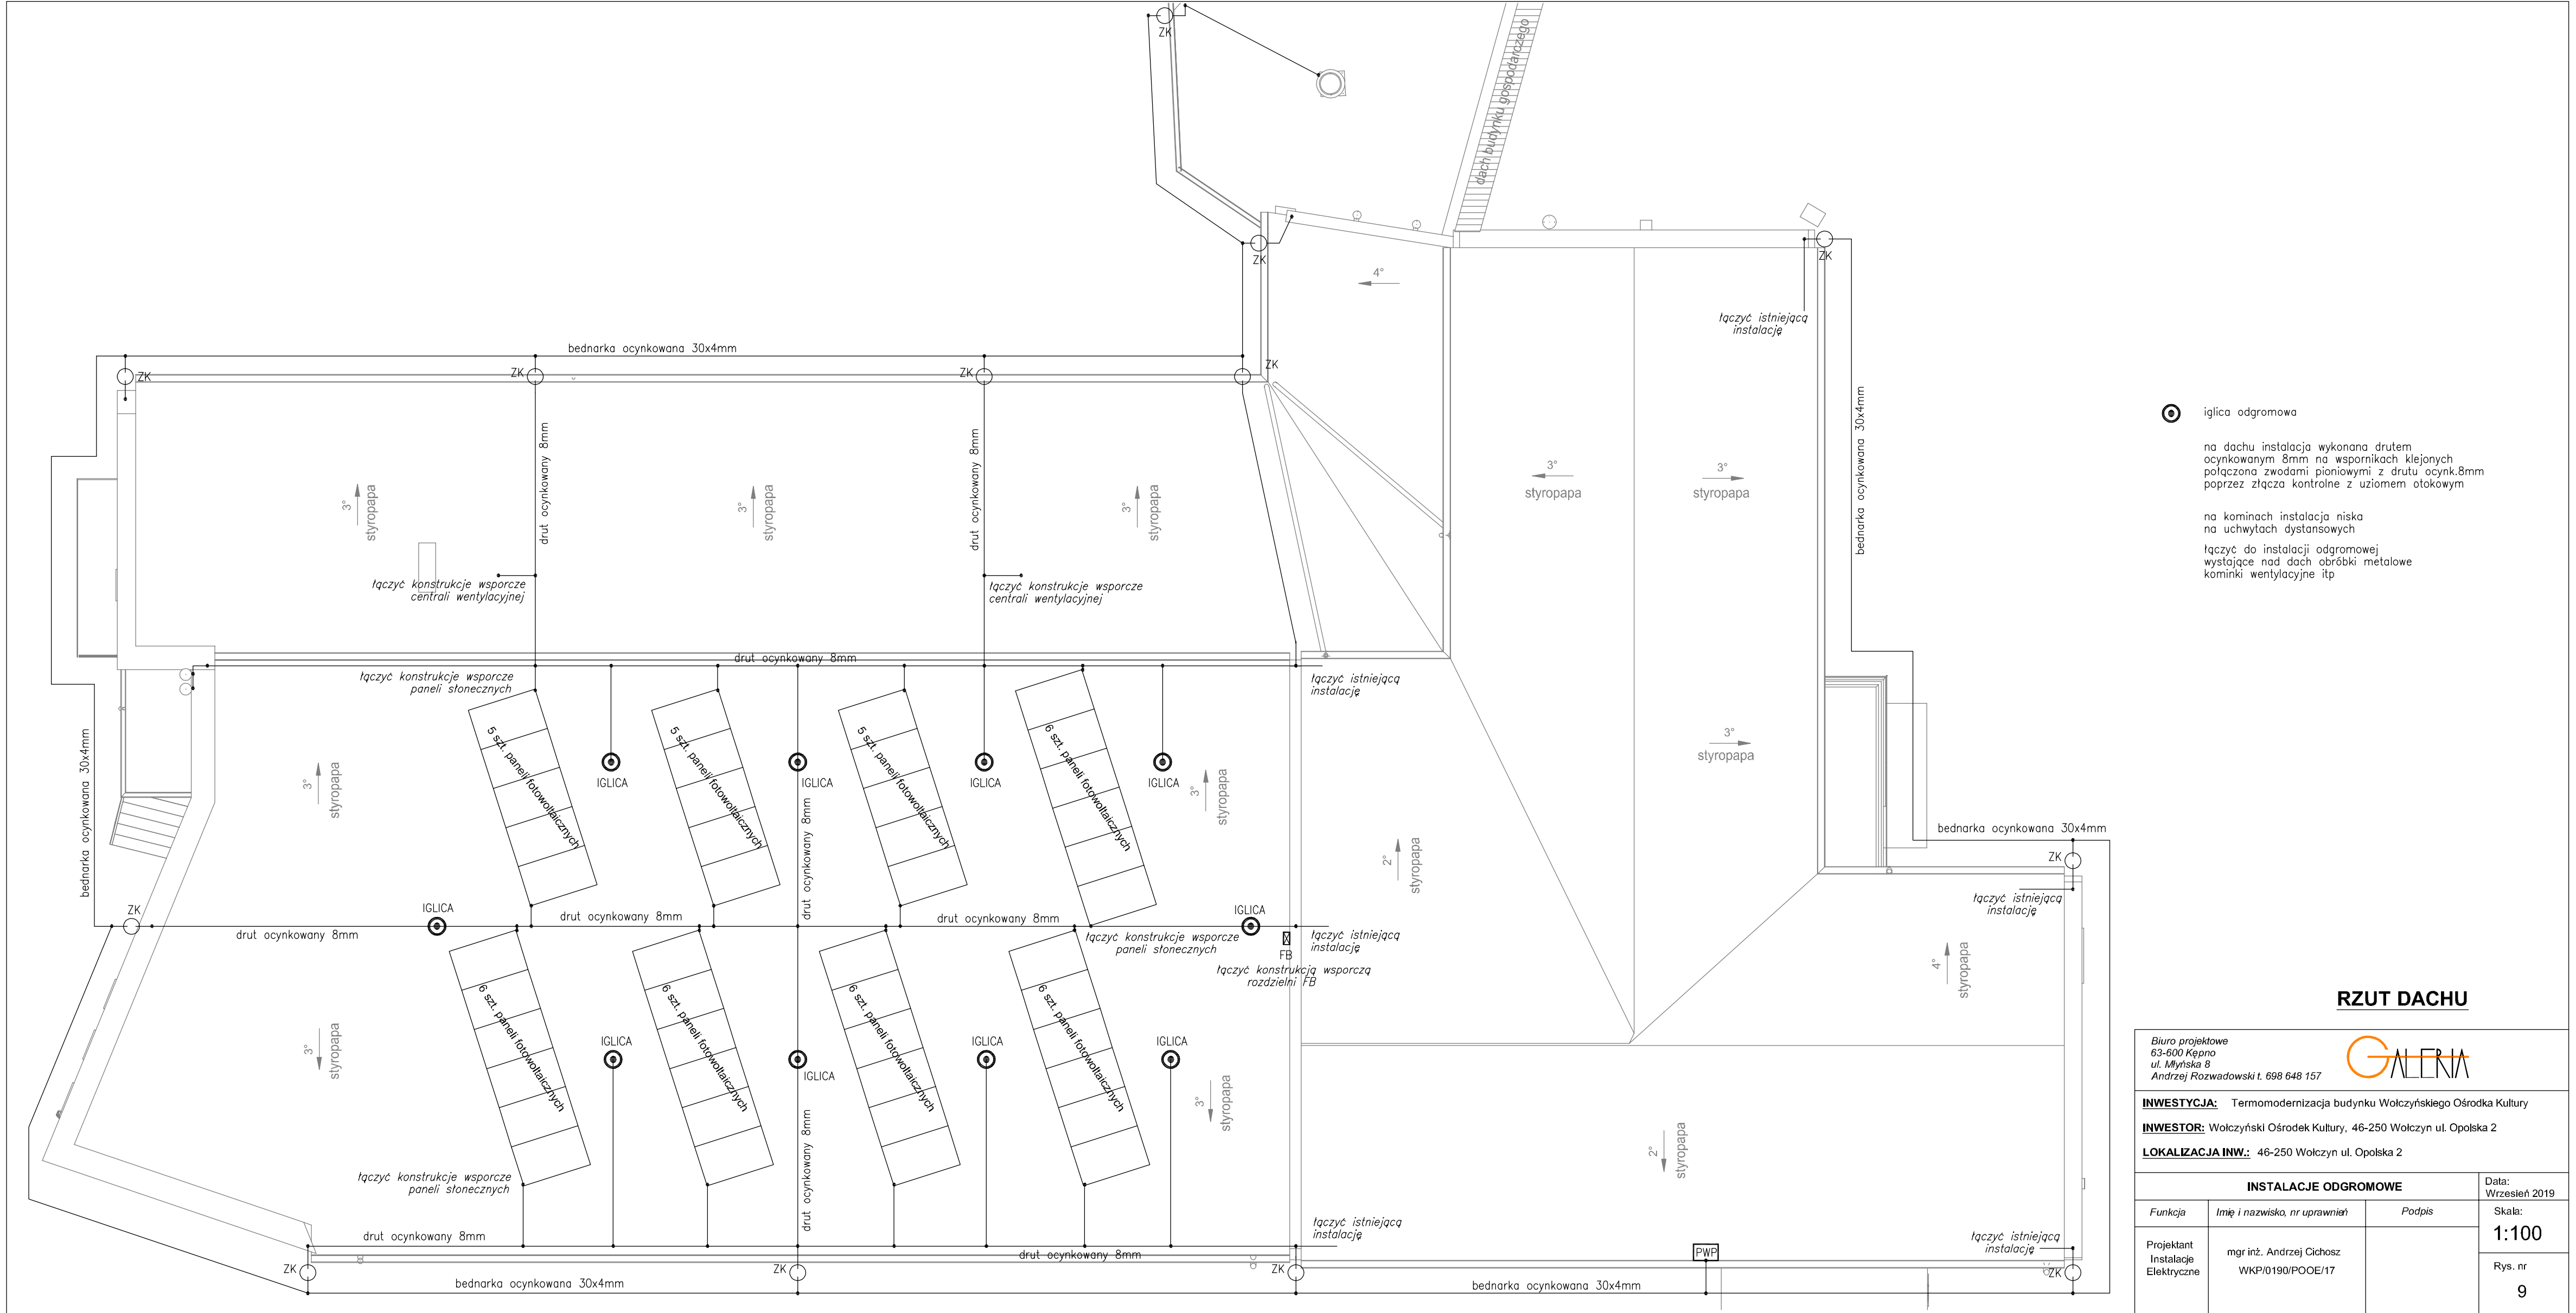 ZK
dach budynku gospodarczego
ZK
4°
ZK
łączyć istniejącą
instalację
bednarka ocynkowana 30x4mm
ZK
ZK
ZK
ZK
iglica odgromowa
na dachu instalacja wykonana drutem
ocynkowanym 8mm na wspornikach klejonych
połączona zwodami pionowymi z drutu ocynk.8mm
poprzez złącza kontrolne z uziomem otokowym
na kominach instalacja niska
na uchwytach dystansowych
łączyć do instalacji odgromowej
wystające nad dach obróbki metalowe
kominki wentylacyjne itp
3°
styropapa
drut ocynkowany 8mm
3°
styropapa
drut ocynkowany 8mm
3°
styropapa
3°
styropapa
3°
styropapa
bednarka ocynkowana 30x4mm
łączyć konstrukcje wsporcze
centrali wentylacyjnej
łączyć konstrukcje wsporcze
centrali wentylacyjnej
drut ocynkowany 8mm
łączyć konstrukcje wsporcze
paneli słonecznych
łączyć istniejącą
instalację
5 szt. paneli fotowoltaicznych
5 szt. paneli fotowoltaicznych
5 szt. paneli fotowoltaicznych
6 szt. paneli fotowoltaicznych
IGLICA
IGLICA
IGLICA
IGLICA
bednarka ocynkowana 30x4mm
3°
styropapa
drut ocynkowany 8mm
3°
styropapa
3°
styropapa
2°
styropapa
bednarka ocynkowana 30x4mm
ZK
łączyć istniejącą
instalację
ZK
drut ocynkowany 8mm
IGLICA
drut ocynkowany 8mm
drut ocynkowany 8mm
IGLICA
łączyć konstrukcje wsporcze
paneli słonecznych
łączyć istniejącą
instalację
FB
łączyć konstrukcją wsporczą
rozdzielni FB
4°
styropapa
6 szt. paneli fotowoltaicznych
6 szt. paneli fotowoltaicznych
6 szt. paneli fotowoltaicznych
6 szt. paneli fotowoltaicznych
IGLICA
IGLICA
IGLICA
IGLICA
3°
styropapa
drut ocynkowany 8mm
3°
styropapa
2°
styropapa
łączyć konstrukcje wsporcze
paneli słonecznych
drut ocynkowany 8mm
drut ocynkowany 8mm
łączyć istniejącą
instalację
PWP
łączyć istniejącą
instalację
ZK
ZK
ZK
ZK
bednarka ocynkowana 30x4mm
bednarka ocynkowana 30x4mm
RZUT DACHU
Biuro projektowe
63-600 Kępno
ul. Młyńska 8
Andrzej Rozwadowski t. 698 648 157
GALERIA
INWESTYCJA: Termomodernizacja budynku Wołczyńskiego Ośrodka Kultury
INWESTOR: Wołczyński Ośrodek Kultury, 46-250 Wołczyn ul. Opolska 2
LOKALIZACJA INW.: 46-250 Wołczyn ul. Opolska 2
INSTALACJE ODGROMOWE
Data:
Wrzesień 2019
Funkcja
Imię i nazwisko, nr uprawnień
Podpis
Skala:
1:100
Projektant
Instalacje
Elektryczne
mgr inż. Andrzej Cichosz
WKP/0190/POOE/17
Rys. nr
9